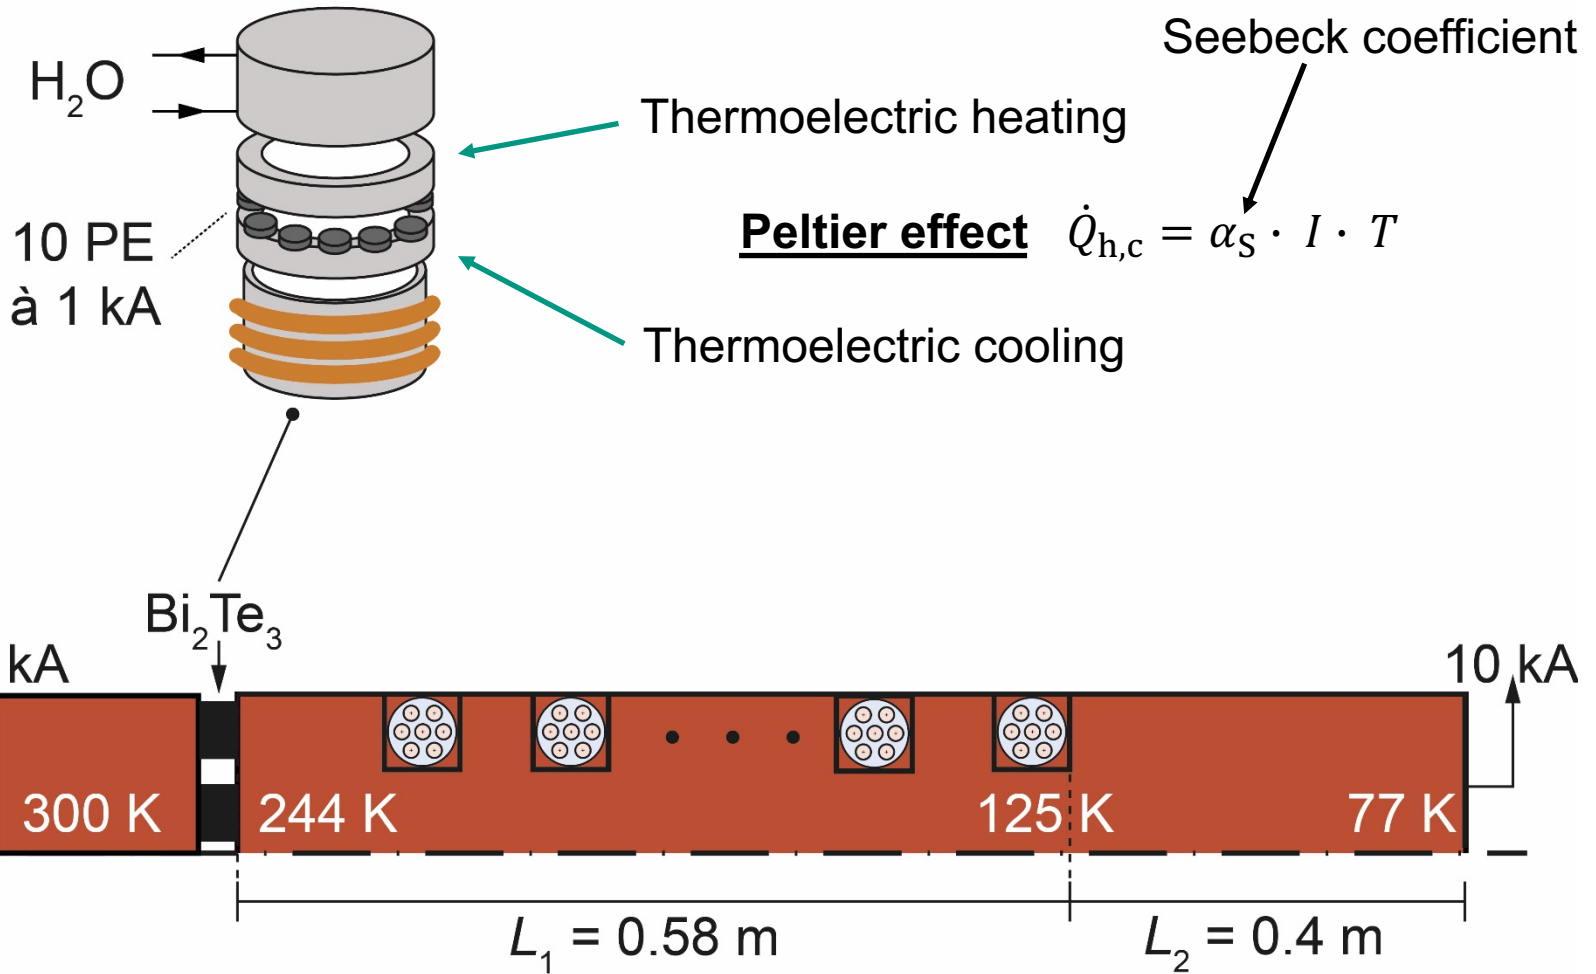 Seebeck coefficient
H₂O
Thermoelectric heating
Peltier effect Q̇h,c = αS · I · T
10 PE
à 1 kA
Thermoelectric cooling
Bi₂Te₃
kA
10 kA
300 K
244 K
125 K
77 K
L₁ = 0.58 m
L₂ = 0.4 m